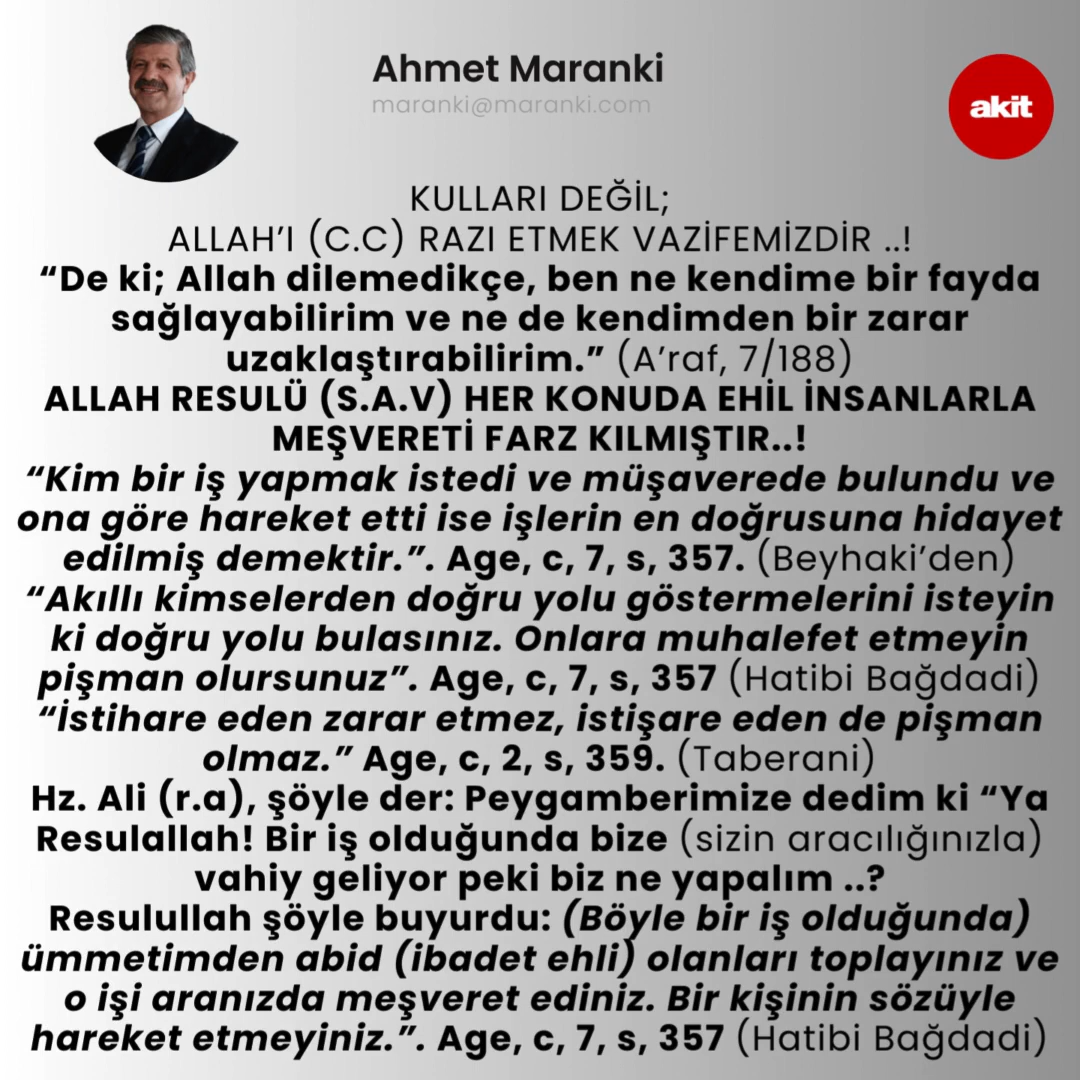 Ahmet Maranki
maranki@maranki.com
akit
KULLARI DEĞİL;
ALLAH’I (C.C) RAZI ETMEK VAZİFEMİZDİR ..!
“De ki; Allah dilemedikçe, ben ne kendime bir fayda
sağlayabilirim ve ne de kendimden bir zarar
uzaklaştırabilirim.” (A’raf, 7/188)
ALLAH RESULÜ (S.A.V) HER KONUDA EHİL İNSANLARLA
MEŞVERETİ FARZ KILMIŞTIR..!
“Kim bir iş yapmak istedi ve müşaverede bulundu ve
ona göre hareket etti ise işlerin en doğrusuna hidayet
edilmiş demektir.”. Age, c, 7, s, 357. (Beyhaki’den)
“Akıllı kimselerden doğru yolu göstermelerini isteyin
ki doğru yolu bulasınız. Onlara muhalefet etmeyin
pişman olursunuz”. Age, c, 7, s, 357 (Hatibi Bağdadi)
“İstihare eden zarar etmez, istişare eden de pişman
olmaz.” Age, c, 2, s, 359. (Taberani)
Hz. Ali (r.a), şöyle der: Peygamberimize dedim ki “Ya
Resulallah! Bir iş olduğunda bize (sizin aracılığınızla)
vahiy geliyor peki biz ne yapalım ..?
Resulullah şöyle buyurdu: (Böyle bir iş olduğunda)
ümmetimden abid (ibadet ehli) olanları toplayınız ve
o işi aranızda meşveret ediniz. Bir kişinin sözüyle
hareket etmeyiniz.”. Age, c, 7, s, 357 (Hatibi Bağdadi)